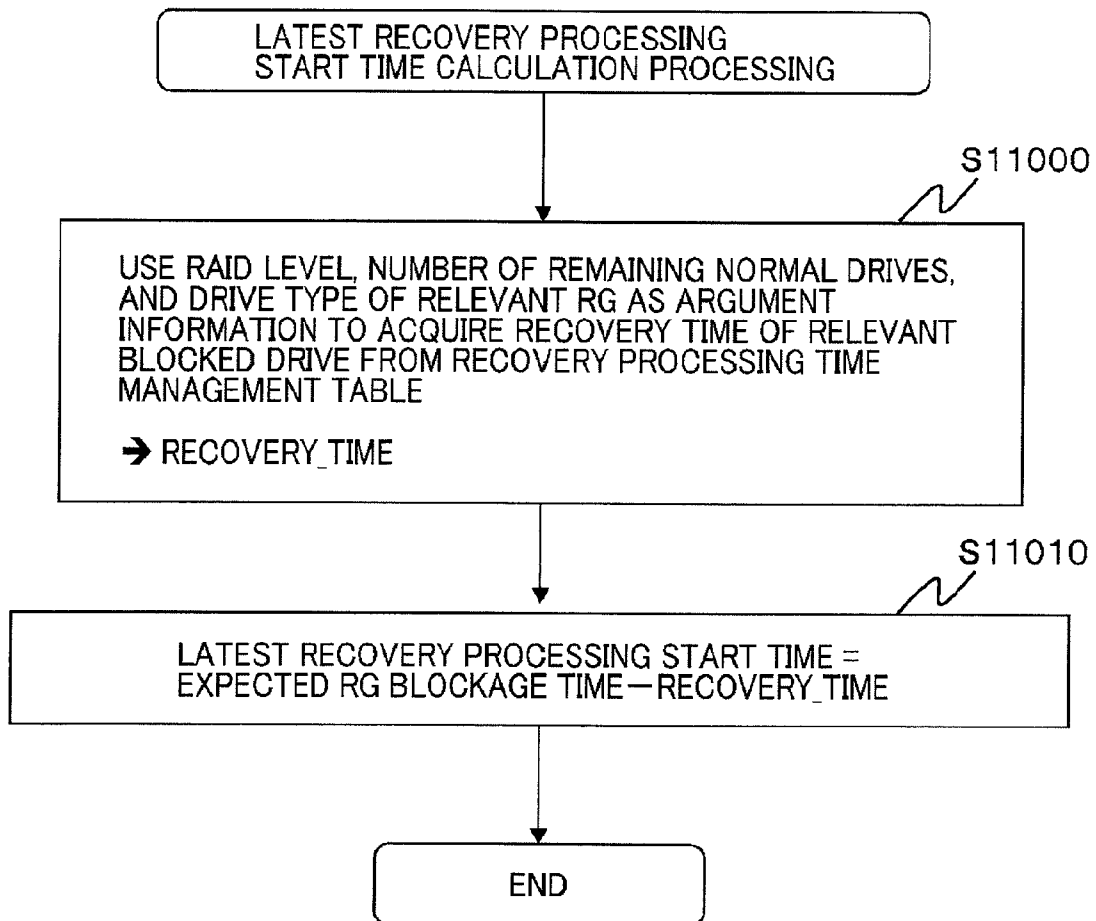 LATEST RECOVERY PROCESSING
START TIME CALCULATION PROCESSING
S11000
USE RAID LEVEL, NUMBER OF REMAINING NORMAL DRIVES,
AND DRIVE TYPE OF RELEVANT RG AS ARGUMENT
INFORMATION TO ACQUIRE RECOVERY TIME OF RELEVANT
BLOCKED DRIVE FROM RECOVERY PROCESSING TIME
MANAGEMENT TABLE
➔ RECOVERY_TIME
S11010
LATEST RECOVERY PROCESSING START TIME =
EXPECTED RG BLOCKAGE TIME—RECOVERY_TIME
END